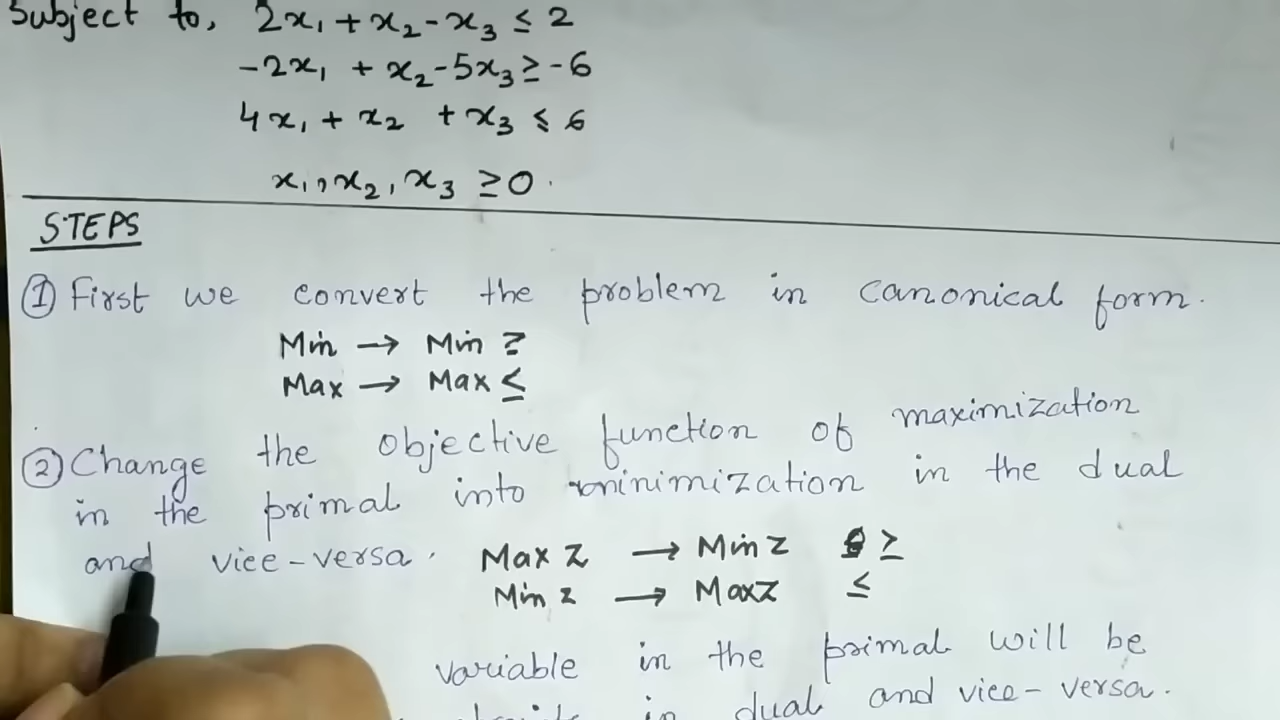 Subject to, 2x₁ + x₂ - x₃ ≤ 2
-2x₁ + x₂ - 5x₃ ≥ -6
4x₁ + x₂ + x₃ ≤ 6
x₁, x₂, x₃ ≥ 0.
STEPS
① First we convert the problem in canonical form.
Min → Min ≥
Max → Max ≤
② Change the objective function of maximization
in the primal into minimization in the dual
and vice-versa. Max Z → Min Z ≥
Min z → Max Z ≤
variable in the primal will be
in dual and vice-versa.